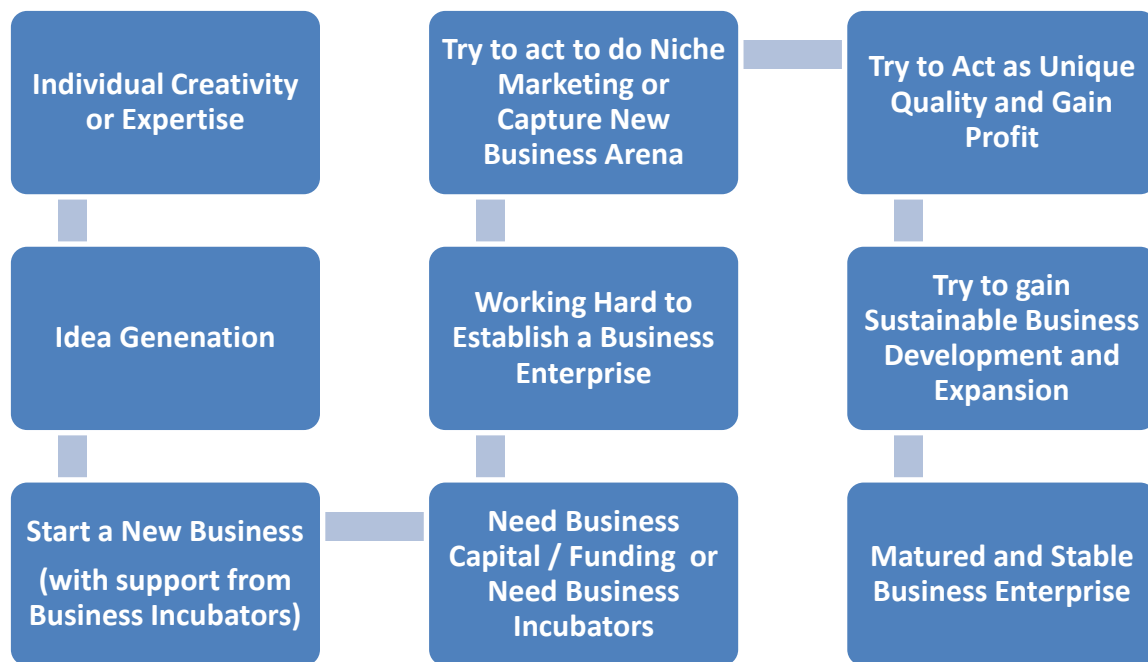 Individual Creativity
or Expertise
Idea Genenation
Start a New Business
(with support from
Business Incubators)
Need Business
Capital / Funding or
Need Business
Incubators
Working Hard to
Establish a Business
Enterprise
Try to act to do Niche
Marketing or
Capture New
Business Arena
Try to Act as Unique
Quality and Gain
Profit
Try to gain
Sustainable Business
Development and
Expansion
Matured and Stable
Business Enterprise